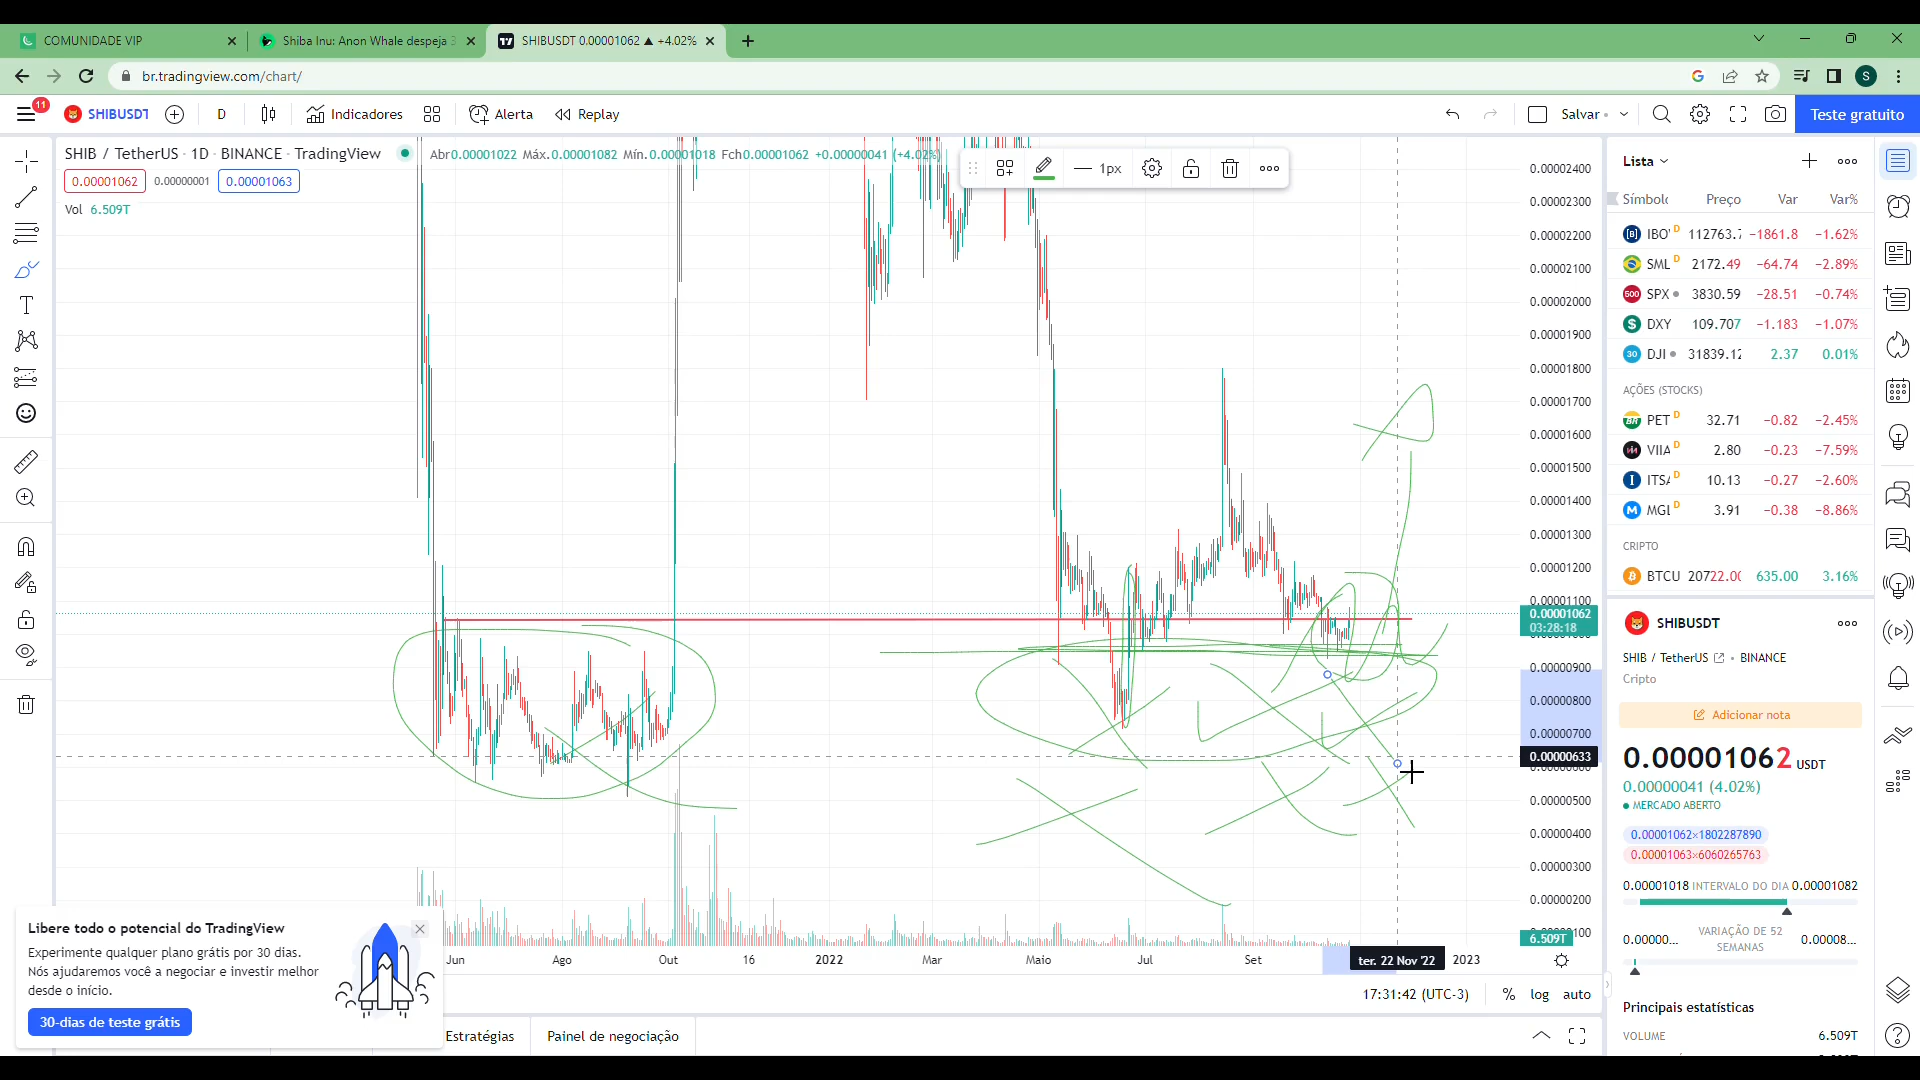 COMUNIDADE VIP
Shiba Inu: Anon Whale despeja 3
SHIBUSDT 0.00001062 ▲ +4.02%
br.tradingview.com/chart/
S
11
SHIBUSDT
D
Indicadores
Alerta
Replay
Salvar
Teste gratuito
SHIB / TetherUS · 1D · BINANCE · TradingView
Abr0.00001022 Máx.0.00001082 Mín.0.00001018 Fch0.00001062 +0.00000041 (+4.02%)
0.00001062
0.00000001
0.00001063
Vol 6.509T
1px
0.00002400
0.00002300
0.00002200
0.00002100
0.00002000
0.00001900
0.00001800
0.00001700
0.00001600
0.00001500
0.00001400
0.00001300
0.00001200
0.00001100
0.00001062
03:28:18
0.00000900
0.00000800
0.00000700
0.00000633
0.00000500
0.00000400
0.00000300
0.00000200
6.509T
Jun
Ago
Out
16
2022
Mar
Maio
Jul
Set
ter. 22 Nov '22
2023
17:31:42 (UTC-3)
%
log
auto
Estratégias
Painel de negociação
Libere todo o potencial do TradingView
Experimente qualquer plano grátis por 30 dias.
Nós ajudaremos você a negociar e investir melhor
desde o início.
30-dias de teste grátis
Lista
Símbolo
Preço
Var
Var%
IBO D 112763.7 -1861.8 -1.62%
SML D 2172.49 -64.74 -2.89%
500 SPX 3830.59 -28.51 -0.74%
DXY 109.707 -1.183 -1.07%
30 DJI 31839.12 2.37 0.01%
AÇÕES (STOCKS)
PET D 32.71 -0.82 -2.45%
VIIA D 2.80 -0.23 -7.59%
ITSA D 10.13 -0.27 -2.60%
MGL D 3.91 -0.38 -8.86%
CRIPTO
BTCU 20722.00 635.00 3.16%
SHIBUSDT
SHIB / TetherUS • BINANCE
Cripto
Adicionar nota
0.00001062 USDT
0.00000041 (4.02%)
MERCADO ABERTO
0.00001062×1802287890
0.00001063×6060265763
0.00001018 INTERVALO DO DIA 0.00001082
0.00000... VARIAÇÃO DE 52 SEMANAS 0.00008...
Principais estatísticas
VOLUME 6.509T